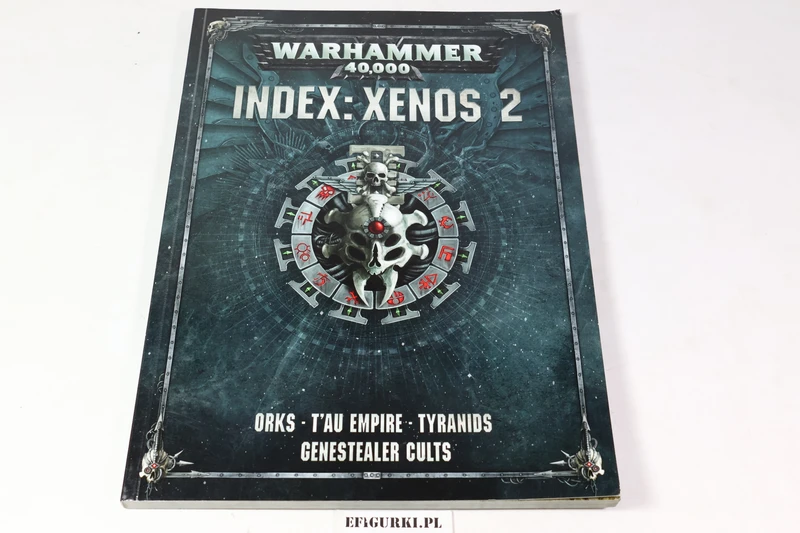 WARHAMMER
40,000
INDEX: XENOS 2
ORKS · T'AU EMPIRE · TYRANIDS
GENESTEALER CULTS
EFIGURKI.PL